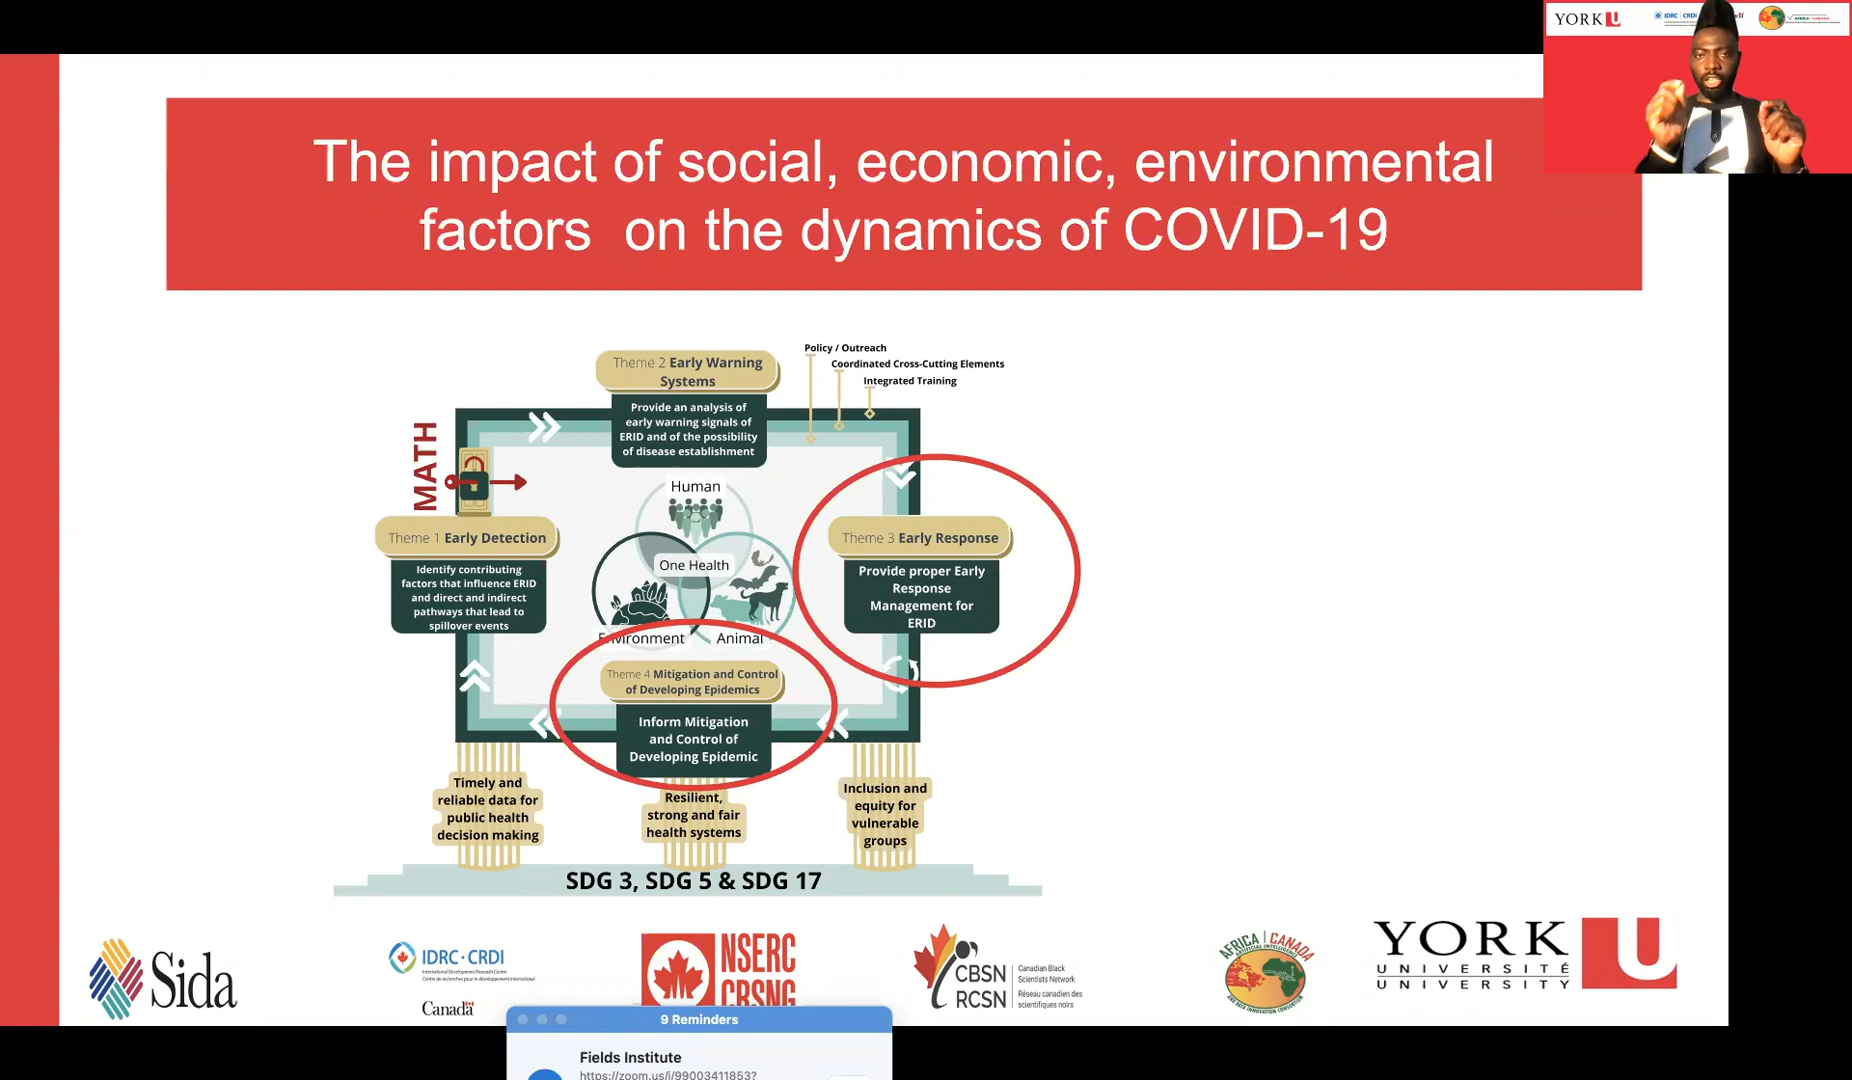 YORK U
IDRC | CRDI
AFRICA - CANADA
The impact of social, economic, environmental
factors on the dynamics of COVID-19
Policy / Outreach
Coordinated Cross-Cutting Elements
Integrated Training
Theme 2 Early Warning
Systems
Provide an analysis of
early warning signals of
ERID and of the possibility
of disease establishment
MATH
Human
One Health
Environment
Animal
Theme 1 Early Detection
Identify contributing
factors that influence ERID
and direct and indirect
pathways that lead to
spillover events
Theme 3 Early Response
Provide proper Early
Response
Management for
ERID
Theme 4 Mitigation and Control
of Developing Epidemics
Inform Mitigation
and Control of
Developing Epidemic
Timely and
reliable data for
public health
decision making
Resilient,
strong and fair
health systems
Inclusion and
equity for
vulnerable
groups
SDG 3, SDG 5 & SDG 17
Sida
IDRC · CRDI
International Development Research Centre
Centre de recherches pour le développement international
Canada
NSERC
CRSNG
CBSN
RCSN
Canadian Black
Scientists Network
Réseau canadien des
scientifiques noirs
AFRICA | CANADA
ARTIFICIAL INTELLIGENCE
AND DATA INNOVATION CONSORTIUM
YORK U
UNIVERSITÉ
UNIVERSITY
9 Reminders
Fields Institute
https://zoom.us/j/99003411853?